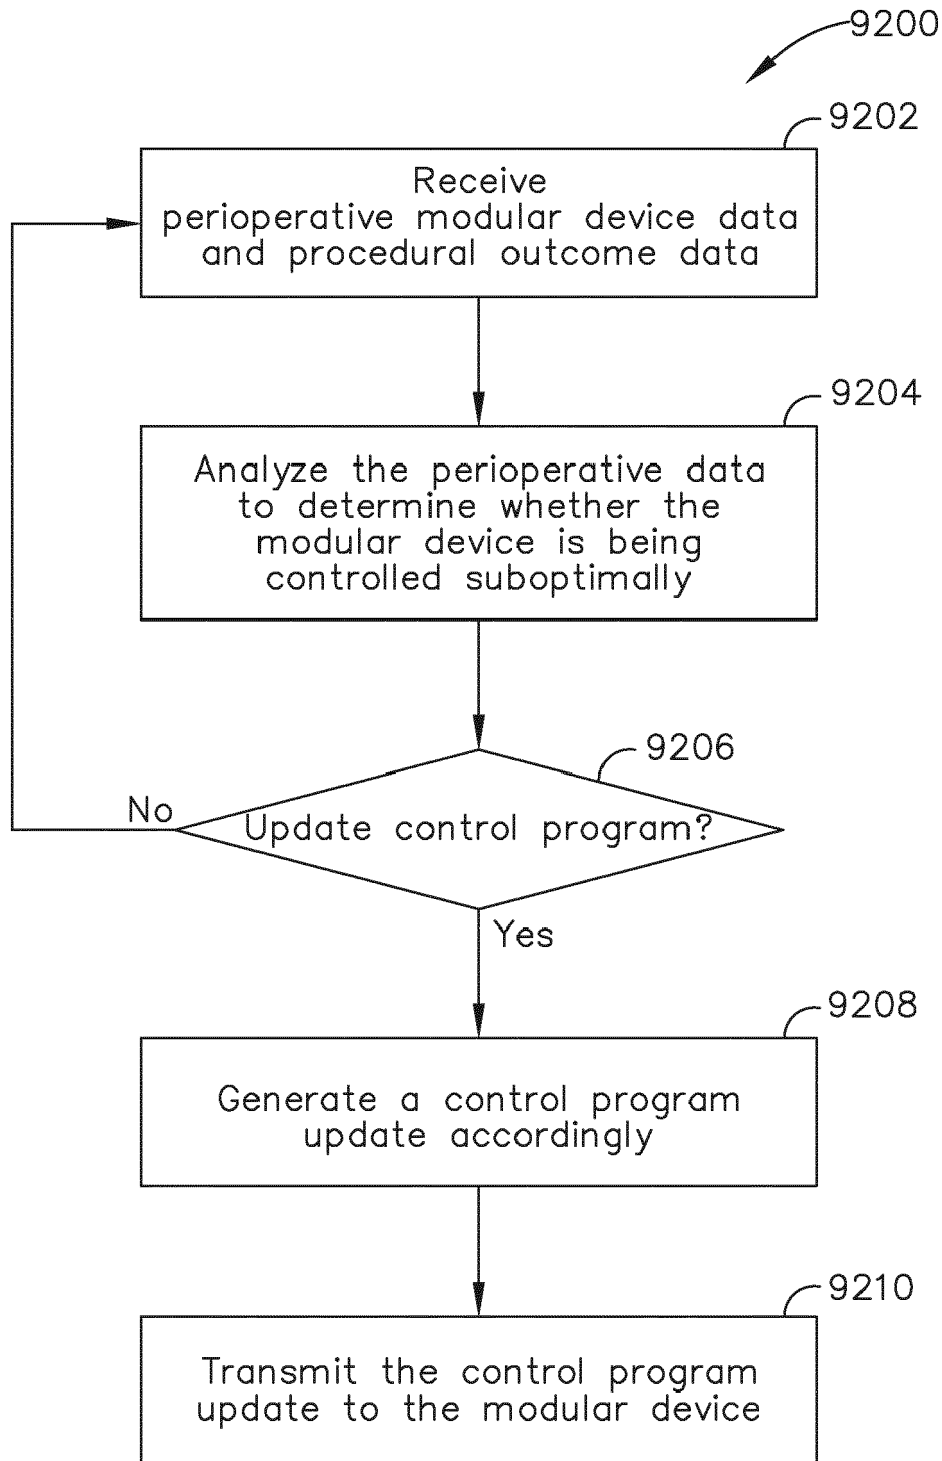 9200
9202
Receive
perioperative modular device data
and procedural outcome data
9204
Analyze the perioperative data
to determine whether the
modular device is being
controlled suboptimally
9206
No
Update control program?
Yes
9208
Generate a control program
update accordingly
9210
Transmit the control program
update to the modular device